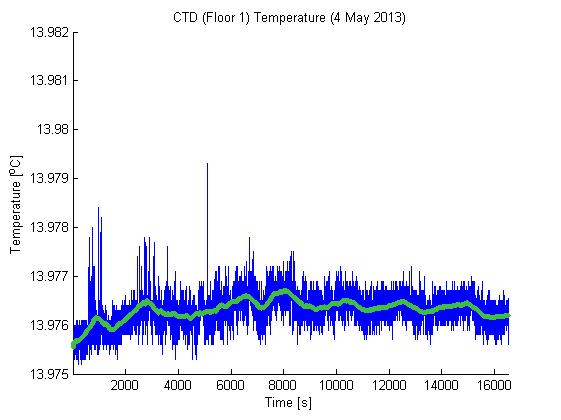 CTD (Floor 1) Temperature (4 May 2013)
13.982
13.981
13.98
13.979
13.978
13.977
13.976
13.975
Temperature [⁰C]
2000 4000 6000 8000 10000 12000 14000 16000
Time [s]